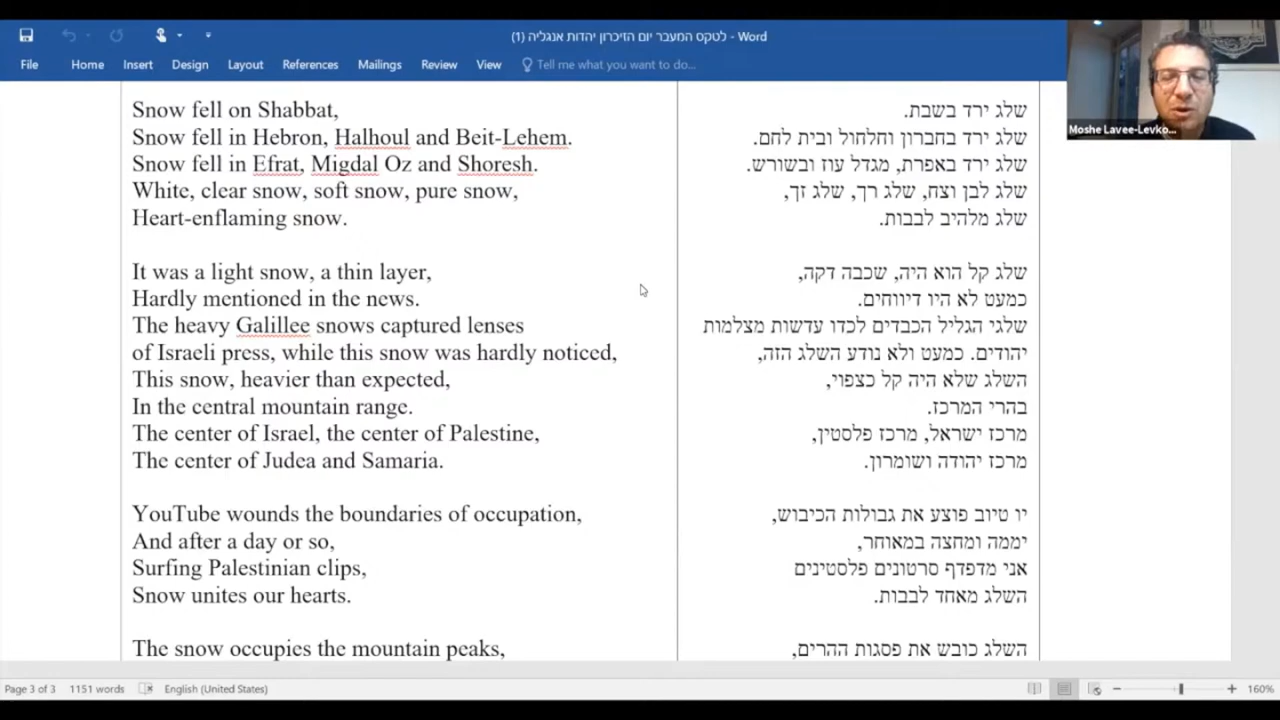 לטקס המעבר יום הזיכרון יהדות אנגליה (1) - Word
File Home Insert Design Layout References Mailings Review View Tell me what you want to do...
Moshe Lavee-Levko...
Snow fell on Shabbat,
Snow fell in Hebron, Halhoul and Beit-Lehem.
Snow fell in Efrat, Migdal Oz and Shoresh.
White, clear snow, soft snow, pure snow,
Heart-enflaming snow.
It was a light snow, a thin layer,
Hardly mentioned in the news.
The heavy Galillee snows captured lenses
of Israeli press, while this snow was hardly noticed,
This snow, heavier than expected,
In the central mountain range.
The center of Israel, the center of Palestine,
The center of Judea and Samaria.
YouTube wounds the boundaries of occupation,
And after a day or so,
Surfing Palestinian clips,
Snow unites our hearts.
The snow occupies the mountain peaks,
שלג ירד בשבת.
שלג ירד בחברון וחלחול ובית לחם.
שלג ירד באפרת, מגדל עוז ובשורש.
שלג לבן וצח, שלג רך, שלג זך,
שלג מלהיב לבבות.
שלג קל הוא היה, שכבה דקה,
כמעט לא היו דיווחים.
שלגי הגליל הכבדים לכדו עדשות מצלמות
יהודים. כמעט ולא נודע השלג הזה,
השלג שלא היה קל כצפוי,
בהרי המרכז.
מרכז ישראל, מרכז פלסטין,
מרכז יהודה ושומרון.
יו טיוב פוצע את גבולות הכיבוש,
יממה ומחצה במאוחר,
אני מדפדף סרטונים פלסטינים
השלג מאחד לבבות.
השלג כובש את פסגות ההרים,
Page 3 of 3 1151 words English (United States) 160%